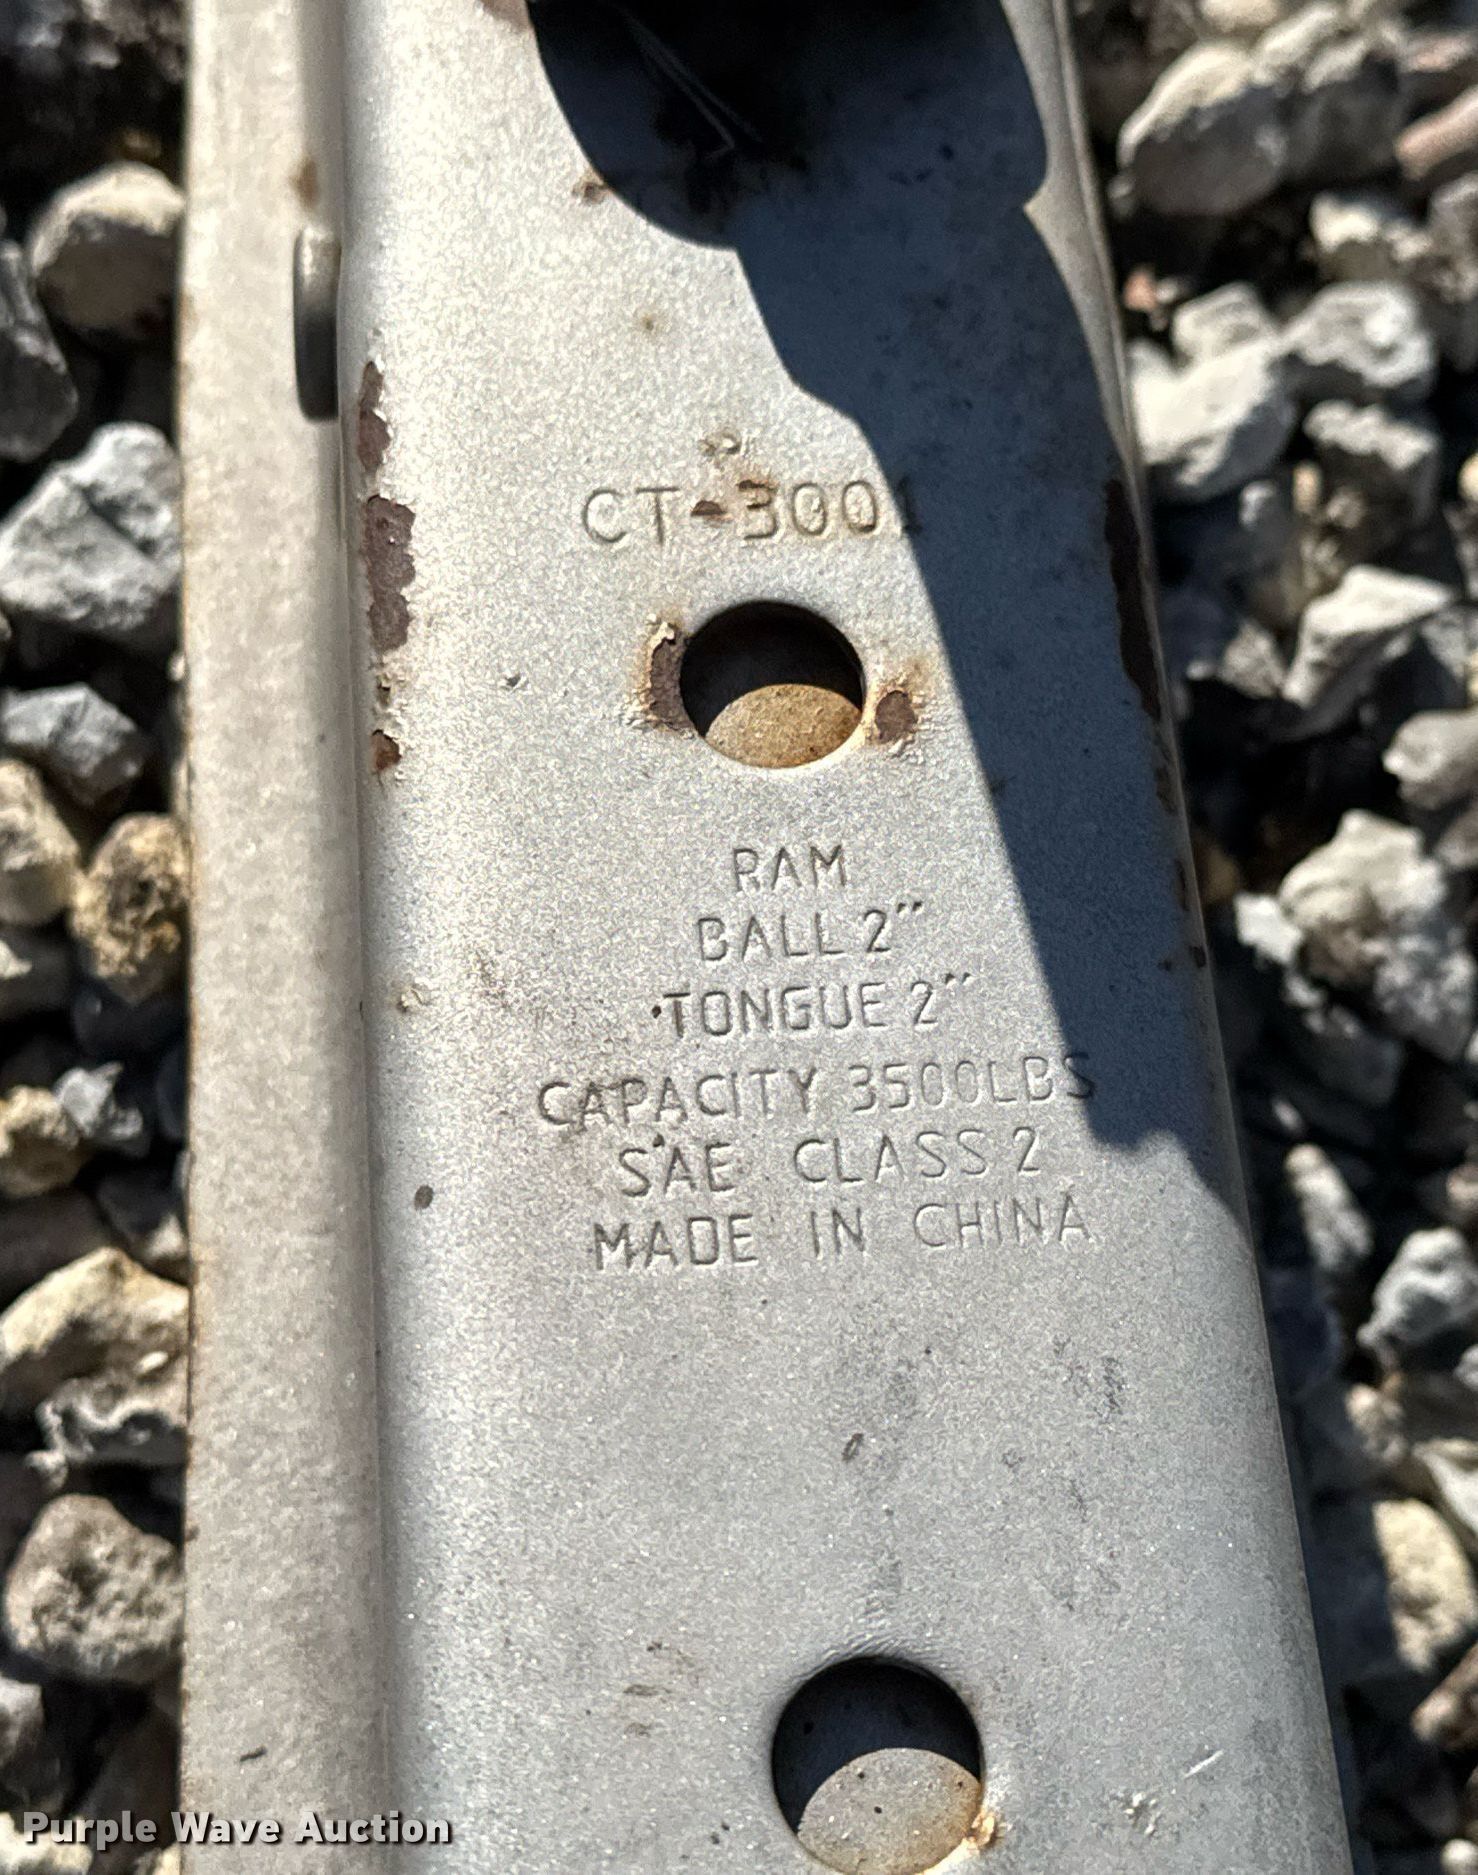 CT-3001
RAM
BALL 2"
TONGUE 2"
CAPACITY 3500LBS
SAE CLASS 2
MADE IN CHINA
Purple Wave Auction